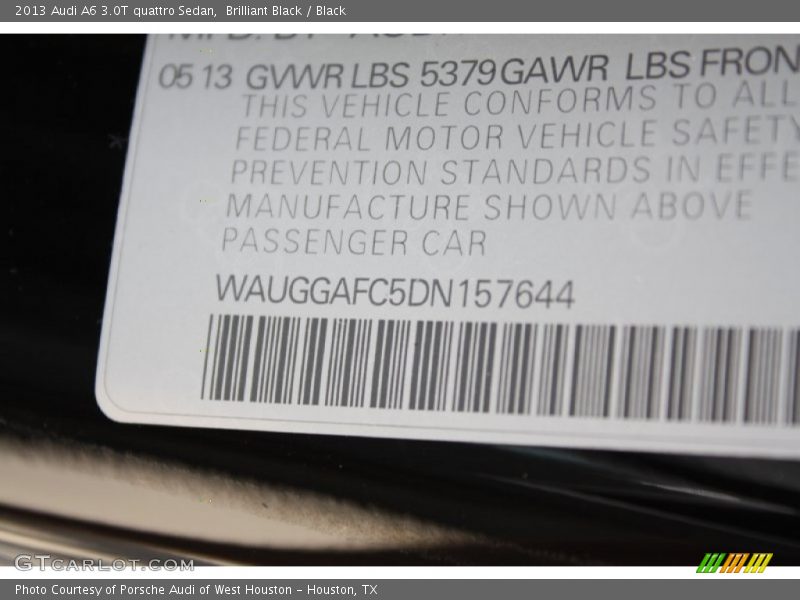 2013 Audi A6 3.0T quattro Sedan,  Brilliant Black / Black
MFD. BY
05 13 GVWR LBS 5379 GAWR LBS FRON
THIS VEHICLE CONFORMS TO ALL
FEDERAL MOTOR VEHICLE SAFETY
PREVENTION STANDARDS IN EFFE
MANUFACTURE SHOWN ABOVE
PASSENGER CAR
WAUGGAFC5DN157644
GTCARLOT.COM
Photo Courtesy of Porsche Audi of West Houston - Houston, TX